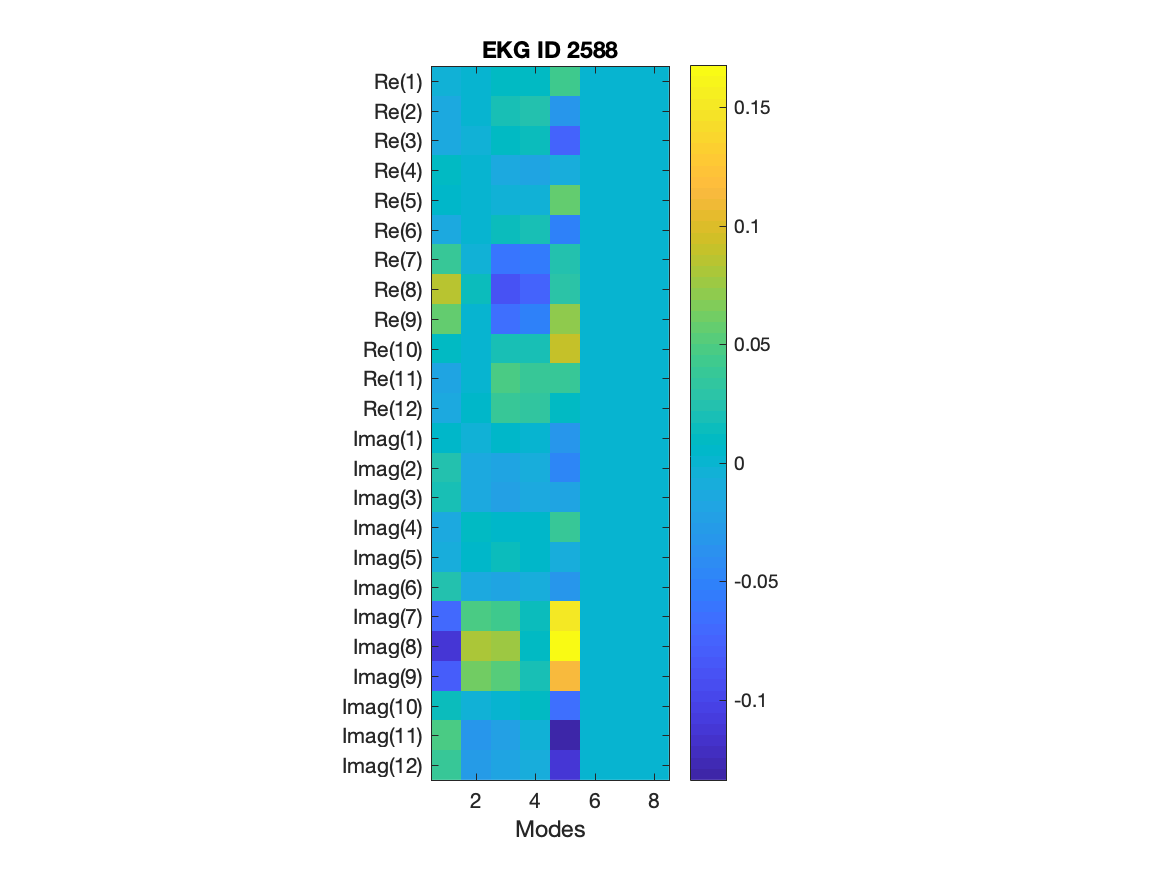 EKG ID 2588
Re(1)
Re(2)
Re(3)
Re(4)
Re(5)
Re(6)
Re(7)
Re(8)
Re(9)
Re(10)
Re(11)
Re(12)
Imag(1)
Imag(2)
Imag(3)
Imag(4)
Imag(5)
Imag(6)
Imag(7)
Imag(8)
Imag(9)
Imag(10)
Imag(11)
Imag(12)
2 4 6 8
Modes
0.15
0.1
0.05
0
-0.05
-0.1